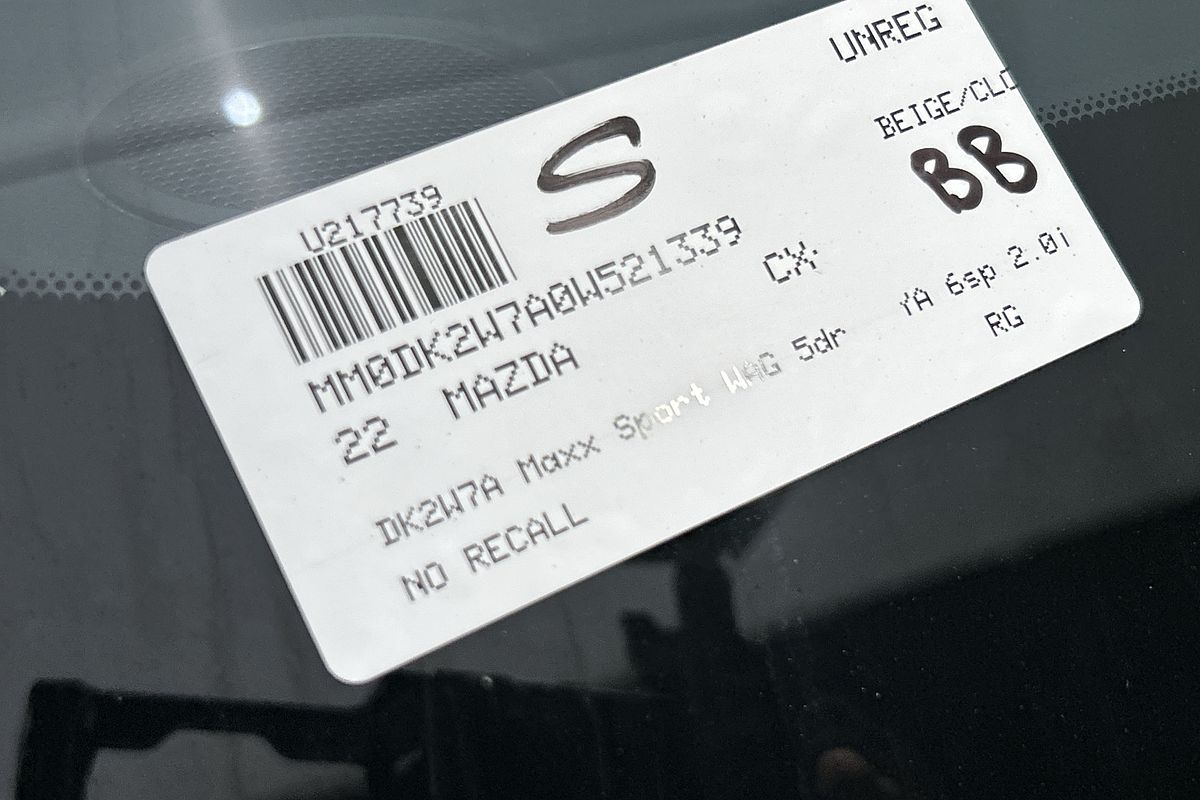 UNREG
BEIGE/CLO
BB
S
U217739
MM0DK2W7A0W521339
22 MAZDA CX
DK2W7A Maxx Sport WAG 5dr YA 6sp 2.0i
NO RECALL RG